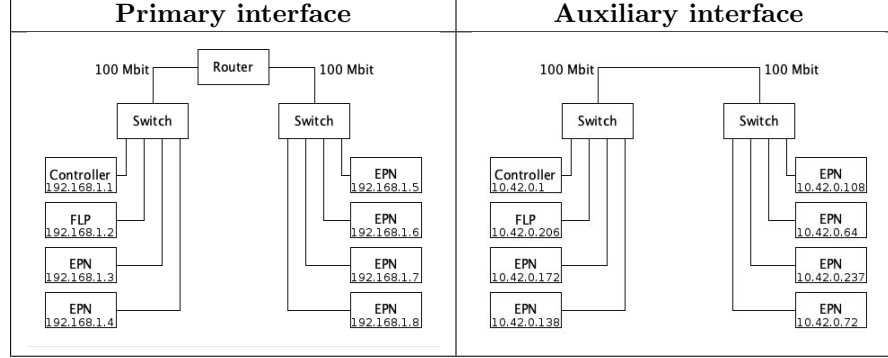 Primary interface
Auxiliary interface
100 Mbit
Router
100 Mbit
Switch
Switch
Controller
192.168.1.1
FLP
192.168.1.2
EPN
192.168.1.3
EPN
192.168.1.4
EPN
192.168.1.5
EPN
192.168.1.6
EPN
192.168.1.7
EPN
192.168.1.8
100 Mbit
100 Mbit
Switch
Switch
Controller
10.42.0.1
FLP
10.42.0.206
EPN
10.42.0.172
EPN
10.42.0.138
EPN
10.42.0.108
EPN
10.42.0.64
EPN
10.42.0.237
EPN
10.42.0.72